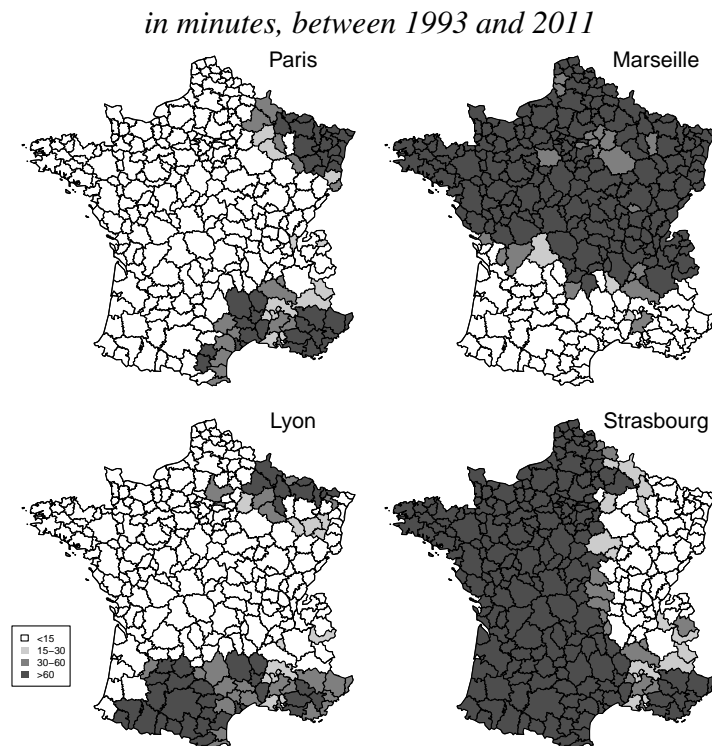 in minutes, between 1993 and 2011
Paris
Marseille
Lyon
Strasbourg
<15
15−30
30−60
>60